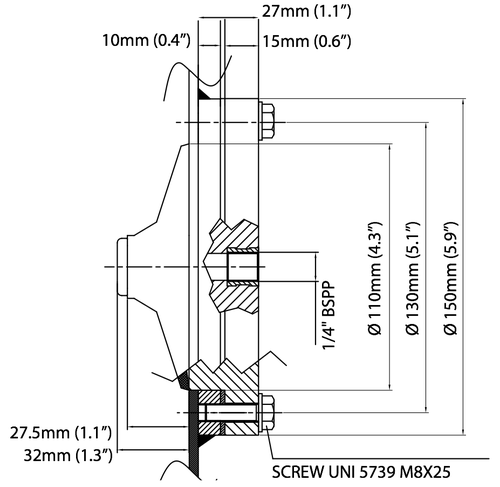 27mm (1.1”)
10mm (0.4”)
15mm (0.6”)
Ø 110mm (4.3”)
Ø 130mm (5.1”)
Ø 150mm (5.9”)
1/4" BSPP
27.5mm (1.1”)
32mm (1.3”)
SCREW UNI 5739 M8X25